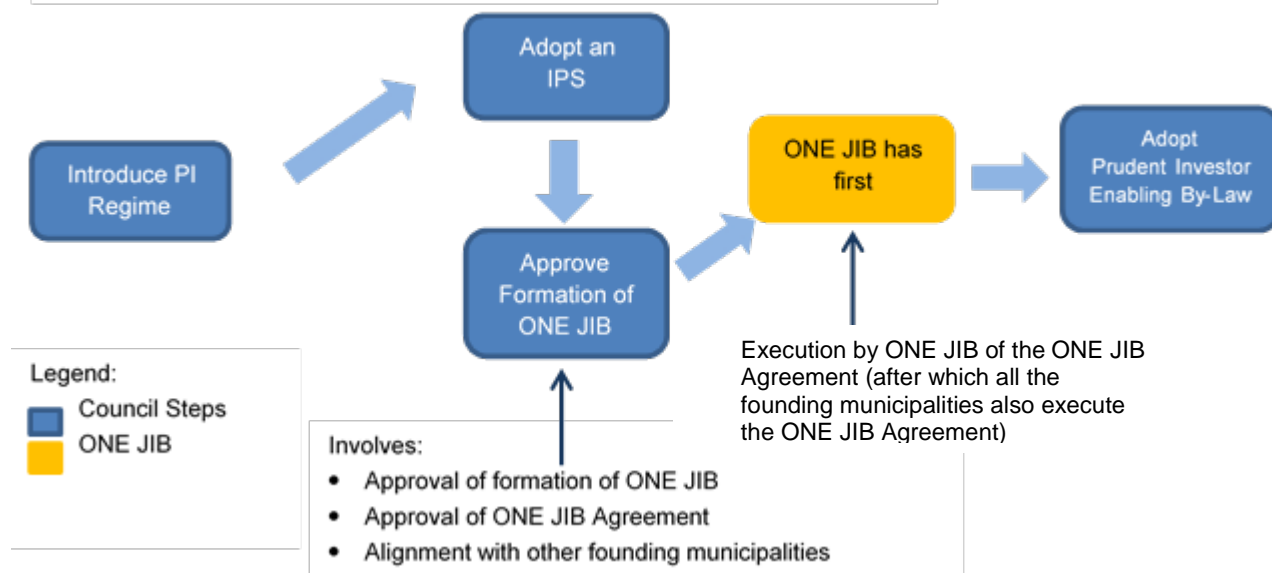 Adopt an
IPS
Introduce PI
Regime
ONE JIB has
first
Adopt
Prudent Investor
Enabling By-Law
Approve
Formation of
ONE JIB
Execution by ONE JIB of the ONE JIB
Agreement (after which all the
founding municipalities also execute
the ONE JIB Agreement)
Legend:
Council Steps
ONE JIB
Involves:
• Approval of formation of ONE JIB
• Approval of ONE JIB Agreement
• Alignment with other founding municipalities